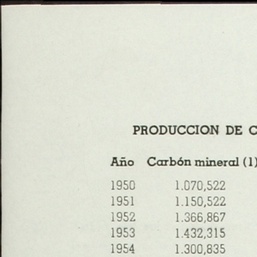 PRODUCCION DE C
Año Carbón mineral (1)
1950 1.070,522
1951 1.150,522
1952 1.366,867
1953 1.432,315
1954 1.300,835